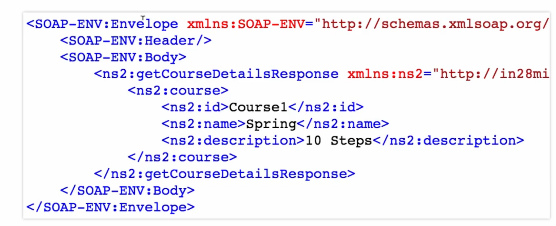 <SOAP-ENV:Envelope xmlns:SOAP-ENV="http://schemas.xmlsoap.org/
<SOAP-ENV:Header/>
<SOAP-ENV:Body>
<ns2:getCourseDetailsResponse xmlns:ns2="http://in28mi
<ns2:course>
<ns2:id>Course1</ns2:id>
<ns2:name>Spring</ns2:name>
<ns2:description>10 Steps</ns2:description>
</ns2:course>
</ns2:getCourseDetailsResponse>
</SOAP-ENV:Body>
</SOAP-ENV:Envelope>